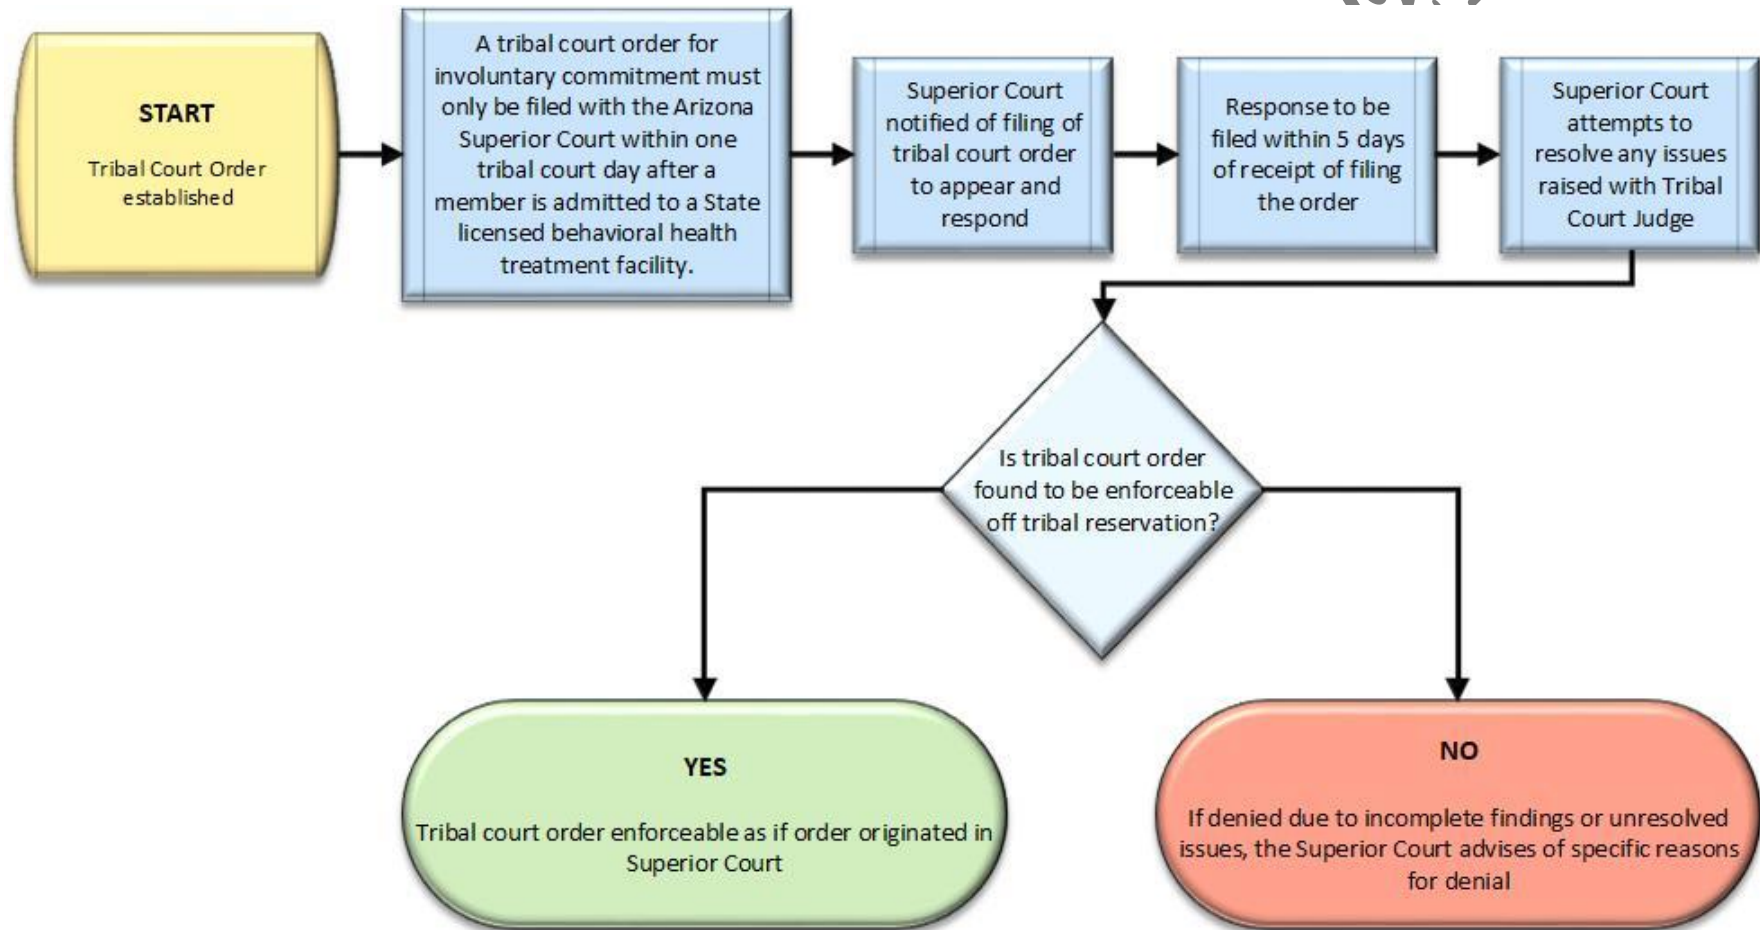 START
Tribal Court Order
established
A tribal court order for
involuntary commitment must
only be filed with the Arizona
Superior Court within one
tribal court day after a
member is admitted to a State
licensed behavioral health
treatment facility.
Superior Court
notified of filing of
tribal court order
to appear and
respond
Response to be
filed within 5 days
of receipt of filing
the order
Superior Court
attempts to
resolve any issues
raised with Tribal
Court Judge
Is tribal court order
found to be enforceable
off tribal reservation?
YES
Tribal court order enforceable as if order originated in
Superior Court
NO
If denied due to incomplete findings or unresolved
issues, the Superior Court advises of specific reasons
for denial